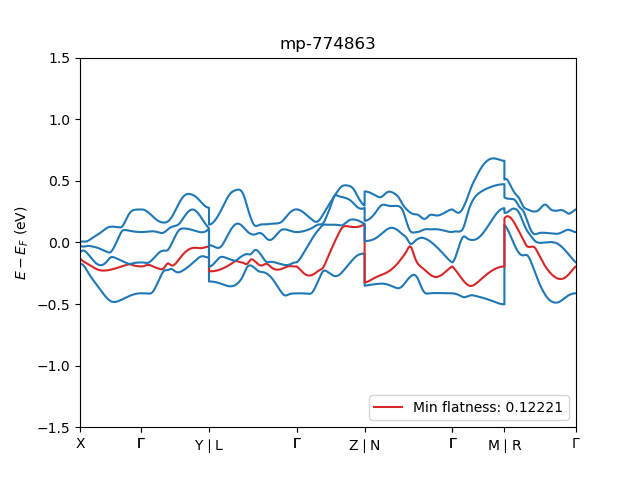 mp-774863
1.5
1.0
0.5
0.0
−0.5
−1.0
−1.5
E − E_F (eV)
Min flatness: 0.12221
X Γ Y | L Γ Z | N Γ M | R Γ